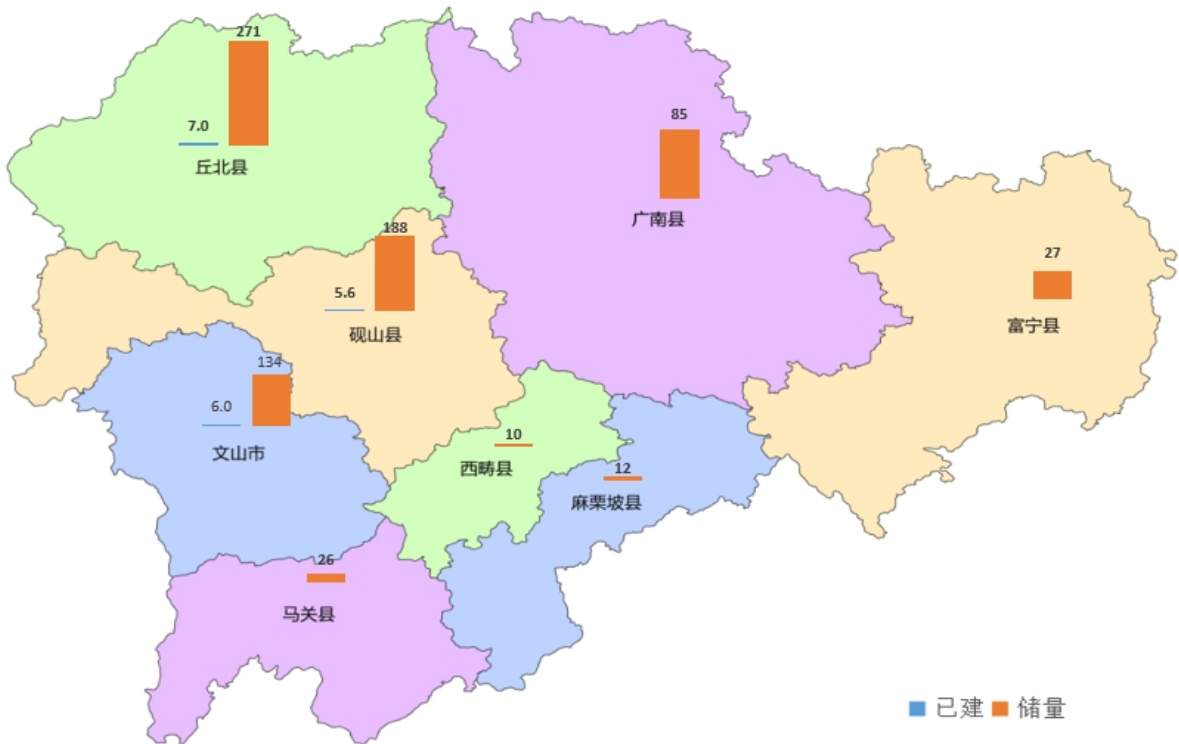 271
7.0
丘北县
85
广南县
188
5.6
砚山县
27
富宁县
134
6.0
文山市
10
西畴县
12
麻栗坡县
26
马关县
已建 储量